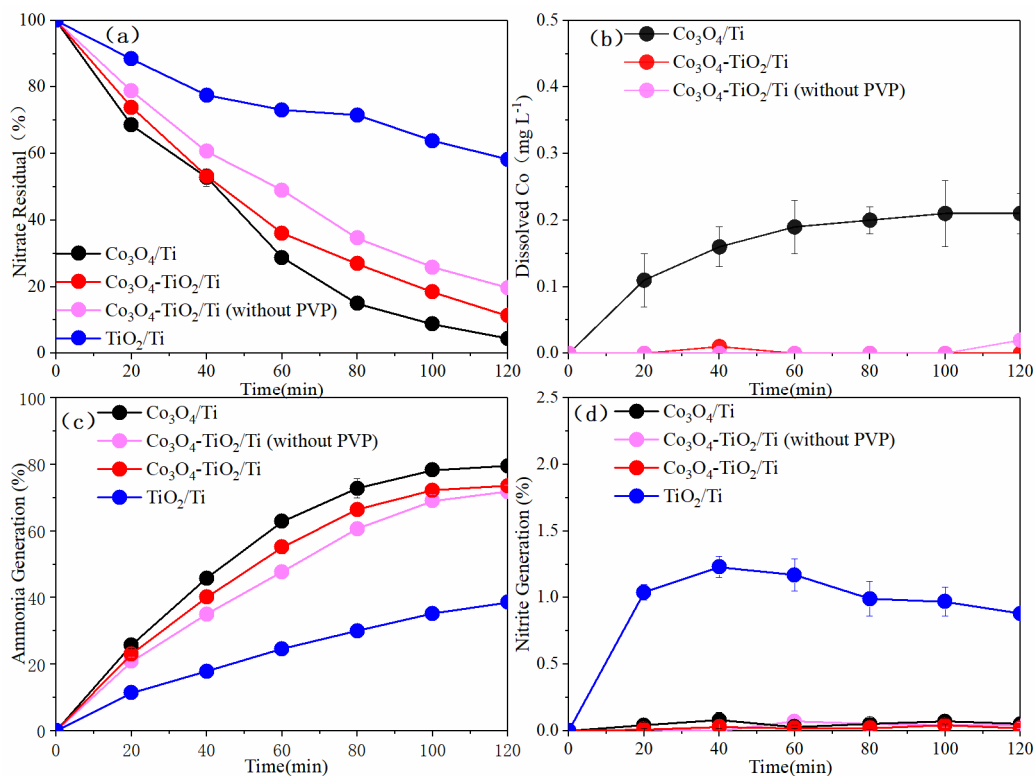 (a)
Nitrate Residual (%)
100
80
60
40
20
0
Co₃O₄/Ti
Co₃O₄-TiO₂/Ti
Co₃O₄-TiO₂/Ti (without PVP)
TiO₂/Ti
0 20 40 60 80 100 120
Time(min)
(b)
Dissolved Co (mg L⁻¹)
0.5
0.4
0.3
0.2
0.1
0.0
Co₃O₄/Ti
Co₃O₄-TiO₂/Ti
Co₃O₄-TiO₂/Ti (without PVP)
0 20 40 60 80 100 120
Time(min)
(c)
Ammonia Generation (%)
100
80
60
40
20
0
Co₃O₄/Ti
Co₃O₄-TiO₂/Ti (without PVP)
Co₃O₄-TiO₂/Ti
TiO₂/Ti
0 20 40 60 80 100 120
Time(min)
(d)
Nitrite Generation (%)
2.5
2.0
1.5
1.0
0.5
0.0
Co₃O₄/Ti
Co₃O₄-TiO₂/Ti (without PVP)
Co₃O₄-TiO₂/Ti
TiO₂/Ti
0 20 40 60 80 100 120
Time(min)